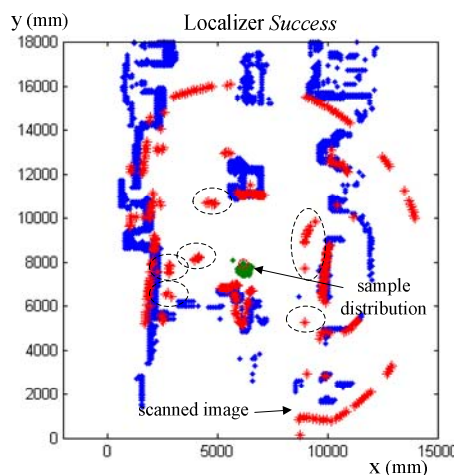 y (mm)
Localizer Success
18000
16000
14000
12000
10000
8000
6000
4000
2000
0
sample
distribution
scanned image
0
5000
10000
15000
x (mm)